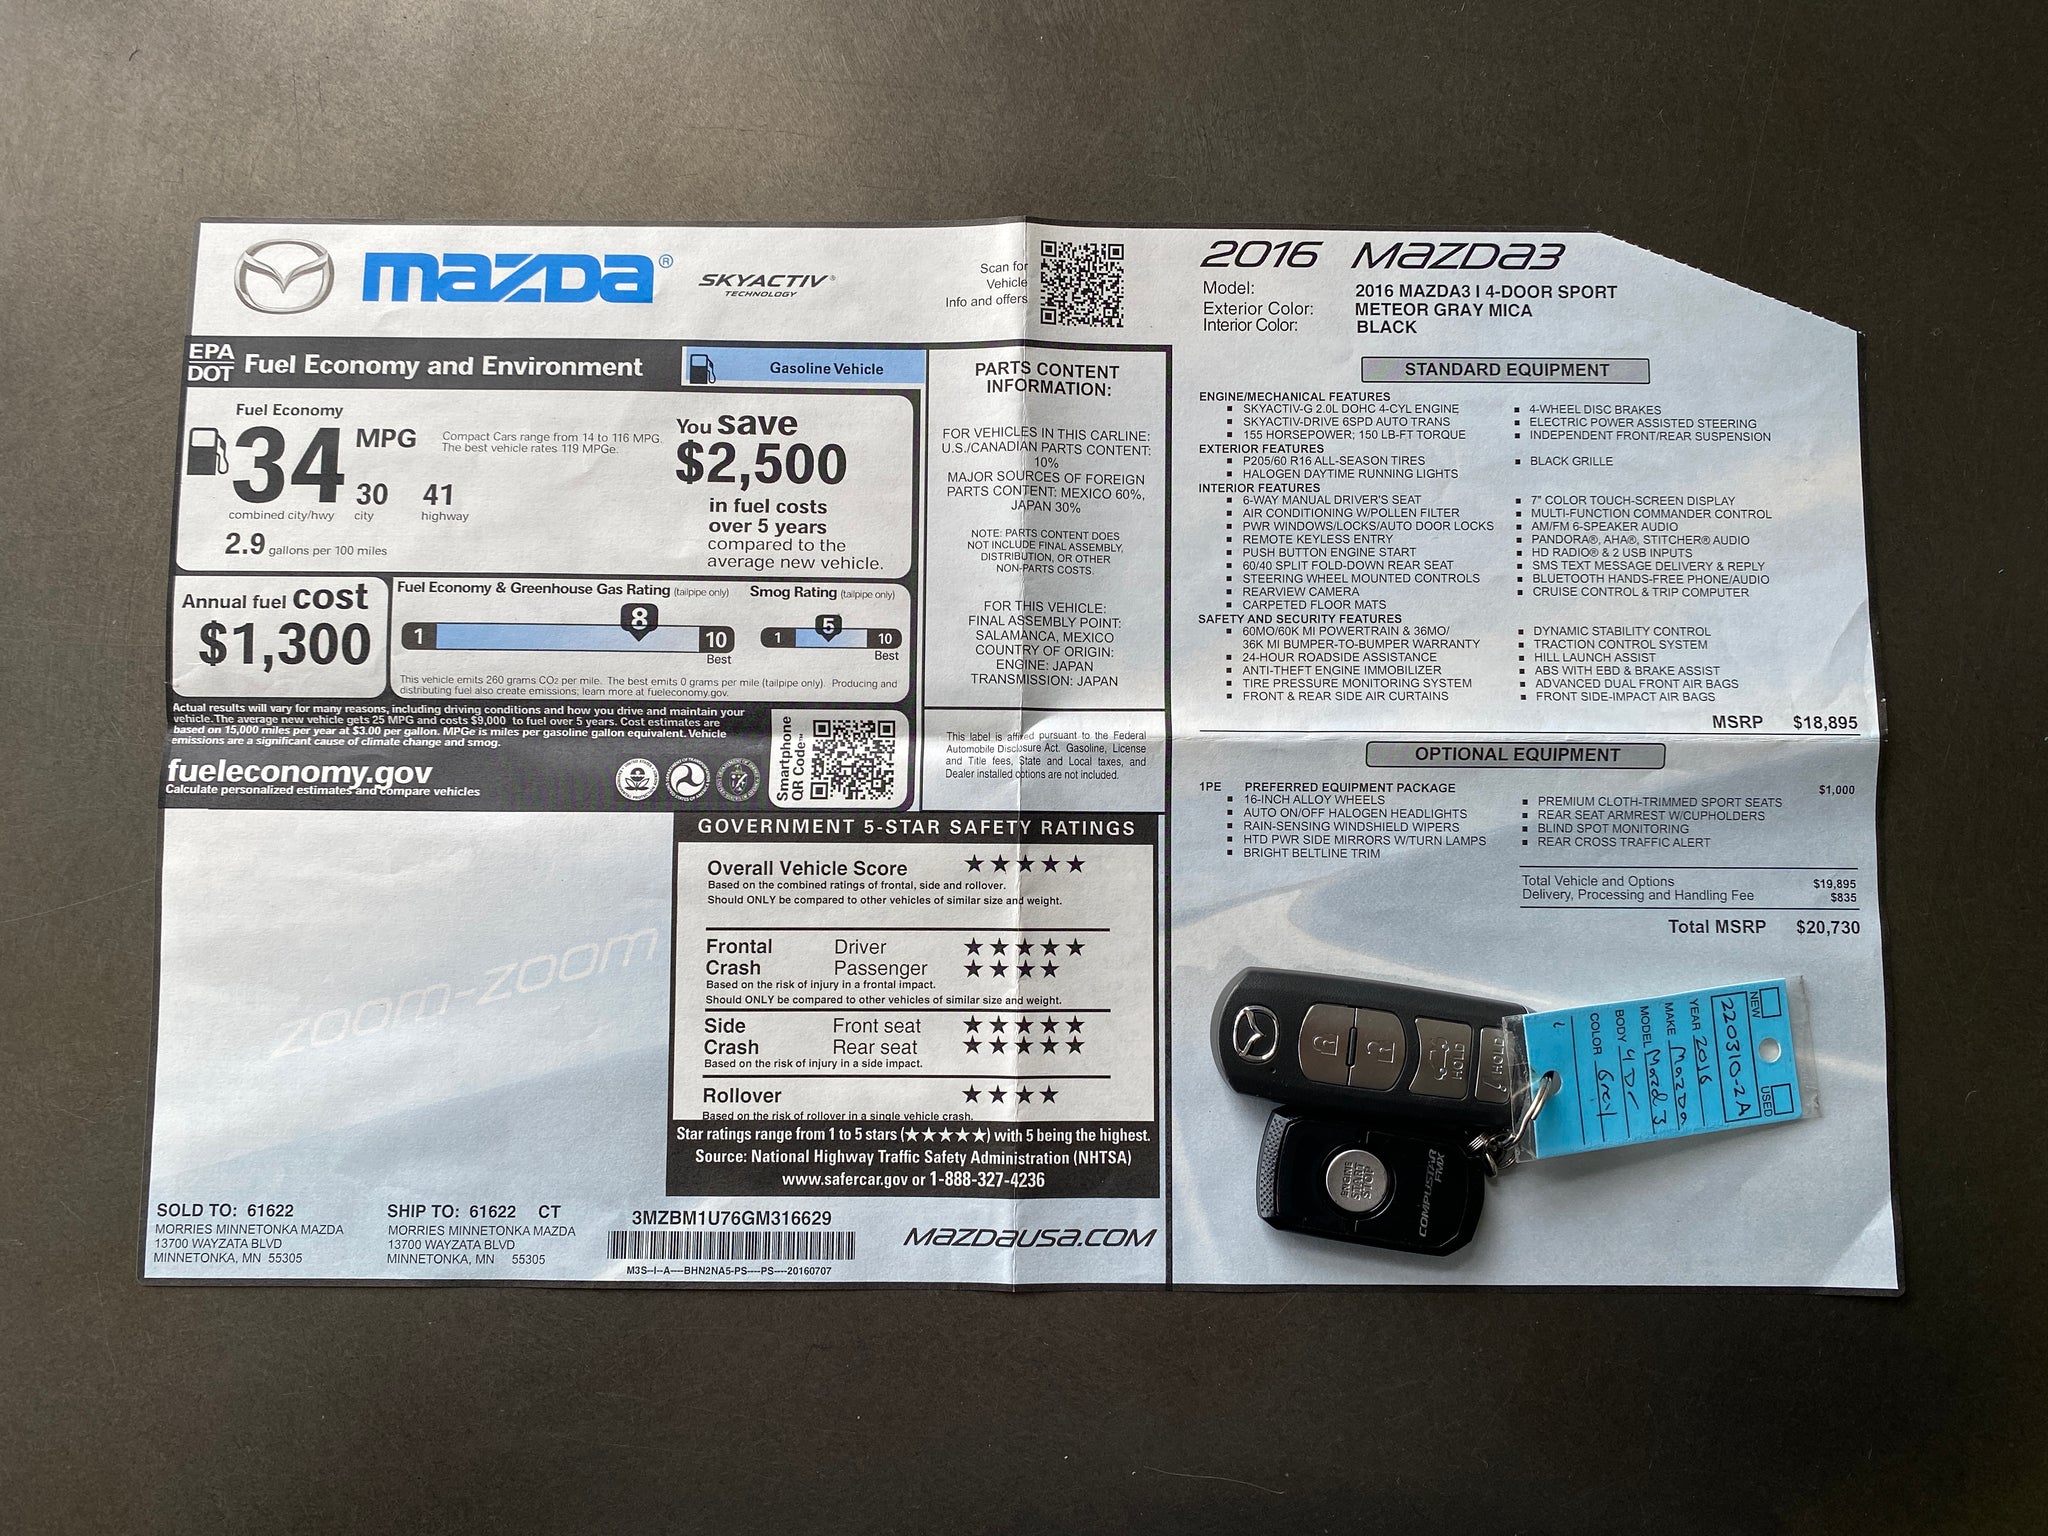 mazda®
SKYACTIV®
TECHNOLOGY
Scan for
Vehicle
Info and offers
EPA
DOT
Fuel Economy and Environment
Gasoline Vehicle
Fuel Economy
34
MPG
30
41
combined city/hwy
city
highway
2.9 gallons per 100 miles
Compact Cars range from 14 to 116 MPG.
The best vehicle rates 119 MPGe.
You save
$2,500
in fuel costs
over 5 years
compared to the
average new vehicle.
Annual fuel cost
$1,300
Fuel Economy & Greenhouse Gas Rating (tailpipe only)
1
8
10
Best
Smog Rating (tailpipe only)
1
5
10
Best
This vehicle emits 260 grams CO2 per mile. The best emits 0 grams per mile (tailpipe only). Producing and
distributing fuel also create emissions; learn more at fueleconomy.gov.
Actual results will vary for many reasons, including driving conditions and how you drive and maintain your
vehicle. The average new vehicle gets 25 MPG and costs $9,000 to fuel over 5 years. Cost estimates are
based on 15,000 miles per year at $3.00 per gallon. MPGe is miles per gasoline gallon equivalent. Vehicle
emissions are a significant cause of climate change and smog.
fueleconomy.gov
Calculate personalized estimates and compare vehicles
Smartphone
QR Code™
PARTS CONTENT
INFORMATION:
FOR VEHICLES IN THIS CARLINE:
U.S./CANADIAN PARTS CONTENT:
10%
MAJOR SOURCES OF FOREIGN
PARTS CONTENT: MEXICO 60%,
JAPAN 30%
NOTE: PARTS CONTENT DOES
NOT INCLUDE FINAL ASSEMBLY,
DISTRIBUTION, OR OTHER
NON-PARTS COSTS.
FOR THIS VEHICLE:
FINAL ASSEMBLY POINT:
SALAMANCA, MEXICO
COUNTRY OF ORIGIN:
ENGINE: JAPAN
TRANSMISSION: JAPAN
This label is affixed pursuant to the Federal
Automobile Disclosure Act. Gasoline, License
and Title fees, State and Local taxes, and
Dealer installed options are not included.
GOVERNMENT 5-STAR SAFETY RATINGS
Overall Vehicle Score ★★★★★
Based on the combined ratings of frontal, side and rollover.
Should ONLY be compared to other vehicles of similar size and weight.
Frontal Driver ★★★★★
Crash Passenger ★★★★
Based on the risk of injury in a frontal impact.
Should ONLY be compared to other vehicles of similar size and weight.
Side Front seat ★★★★★
Crash Rear seat ★★★★★
Based on the risk of injury in a side impact.
Rollover ★★★★
Based on the risk of rollover in a single vehicle crash.
Star ratings range from 1 to 5 stars (★★★★★) with 5 being the highest.
Source: National Highway Traffic Safety Administration (NHTSA)
www.safercar.gov or 1-888-327-4236
zoom-zoom
SOLD TO: 61622
MORRIES MINNETONKA MAZDA
13700 WAYZATA BLVD
MINNETONKA, MN 55305
SHIP TO: 61622 CT
MORRIES MINNETONKA MAZDA
13700 WAYZATA BLVD
MINNETONKA, MN 55305
3MZBM1U76GM316629
M3S--I--A----BHN2NA5-PS----PS----20160707
MAZDAUSA.COM
2016 MAZDA3
Model: 2016 MAZDA3 I 4-DOOR SPORT
Exterior Color: METEOR GRAY MICA
Interior Color: BLACK
STANDARD EQUIPMENT
ENGINE/MECHANICAL FEATURES
SKYACTIV-G 2.0L DOHC 4-CYL ENGINE
SKYACTIV-DRIVE 6SPD AUTO TRANS
155 HORSEPOWER; 150 LB-FT TORQUE
4-WHEEL DISC BRAKES
ELECTRIC POWER ASSISTED STEERING
INDEPENDENT FRONT/REAR SUSPENSION
EXTERIOR FEATURES
P205/60 R16 ALL-SEASON TIRES
HALOGEN DAYTIME RUNNING LIGHTS
BLACK GRILLE
INTERIOR FEATURES
6-WAY MANUAL DRIVER'S SEAT
AIR CONDITIONING W/POLLEN FILTER
PWR WINDOWS/LOCKS/AUTO DOOR LOCKS
REMOTE KEYLESS ENTRY
PUSH BUTTON ENGINE START
60/40 SPLIT FOLD-DOWN REAR SEAT
STEERING WHEEL MOUNTED CONTROLS
REARVIEW CAMERA
CARPETED FLOOR MATS
7" COLOR TOUCH-SCREEN DISPLAY
MULTI-FUNCTION COMMANDER CONTROL
AM/FM 6-SPEAKER AUDIO
PANDORA®, AHA®, STITCHER® AUDIO
HD RADIO® & 2 USB INPUTS
SMS TEXT MESSAGE DELIVERY & REPLY
BLUETOOTH HANDS-FREE PHONE/AUDIO
CRUISE CONTROL & TRIP COMPUTER
SAFETY AND SECURITY FEATURES
60MO/60K MI POWERTRAIN & 36MO/
36K MI BUMPER-TO-BUMPER WARRANTY
24-HOUR ROADSIDE ASSISTANCE
ANTI-THEFT ENGINE IMMOBILIZER
TIRE PRESSURE MONITORING SYSTEM
FRONT & REAR SIDE AIR CURTAINS
DYNAMIC STABILITY CONTROL
TRACTION CONTROL SYSTEM
HILL LAUNCH ASSIST
ABS WITH EBD & BRAKE ASSIST
ADVANCED DUAL FRONT AIR BAGS
FRONT SIDE-IMPACT AIR BAGS
MSRP $18,895
OPTIONAL EQUIPMENT
1PE PREFERRED EQUIPMENT PACKAGE $1,000
16-INCH ALLOY WHEELS
AUTO ON/OFF HALOGEN HEADLIGHTS
RAIN-SENSING WINDSHIELD WIPERS
HTD PWR SIDE MIRRORS W/TURN LAMPS
BRIGHT BELTLINE TRIM
PREMIUM CLOTH-TRIMMED SPORT SEATS
REAR SEAT ARMREST W/CUPHOLDERS
BLIND SPOT MONITORING
REAR CROSS TRAFFIC ALERT
Total Vehicle and Options $19,895
Delivery, Processing and Handling Fee $835
Total MSRP $20,730
HOLD
HOLD
ENGINE
START
STOP
COMPUSTAR
FMX
NEW
USED
220310-2A
YEAR 2016
MAKE Mazda
MODEL Mazd 3
BODY 4Dr
COLOR Grey